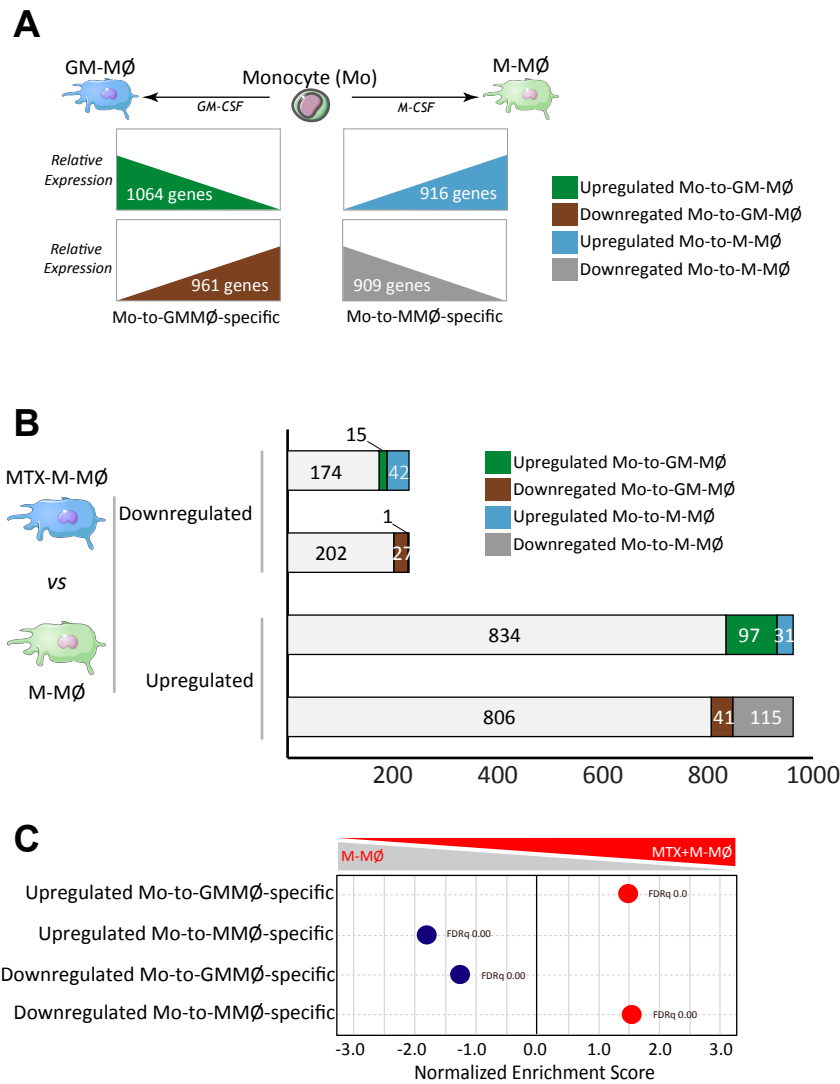 A
GM-MØ
Monocyte (Mo)
M-MØ
GM-CSF
M-CSF
Relative
Expression
1064 genes
916 genes
Relative
Expression
961 genes
909 genes
Mo-to-GMMØ-specific
Mo-to-MMØ-specific
Upregulated Mo-to-GM-MØ
Downregated Mo-to-GM-MØ
Upregulated Mo-to-M-MØ
Downregated Mo-to-M-MØ
B
MTX-M-MØ
vs
M-MØ
Downregulated
Upregulated
15
174
42
1
202
27
834
97
31
806
41
115
200
400
600
800
1000
Upregulated Mo-to-GM-MØ
Downregated Mo-to-GM-MØ
Upregulated Mo-to-M-MØ
Downregated Mo-to-M-MØ
C
M-MØ
MTX+M-MØ
Upregulated Mo-to-GMMØ-specific
FDRq 0.0
Upregulated Mo-to-MMØ-specific
FDRq 0.00
Downregulated Mo-to-GMMØ-specific
FDRq 0.00
Downregulated Mo-to-MMØ-specific
FDRq 0.00
-3.0
-2.0
-1.0
0.0
1.0
2.0
3.0
Normalized Enrichment Score